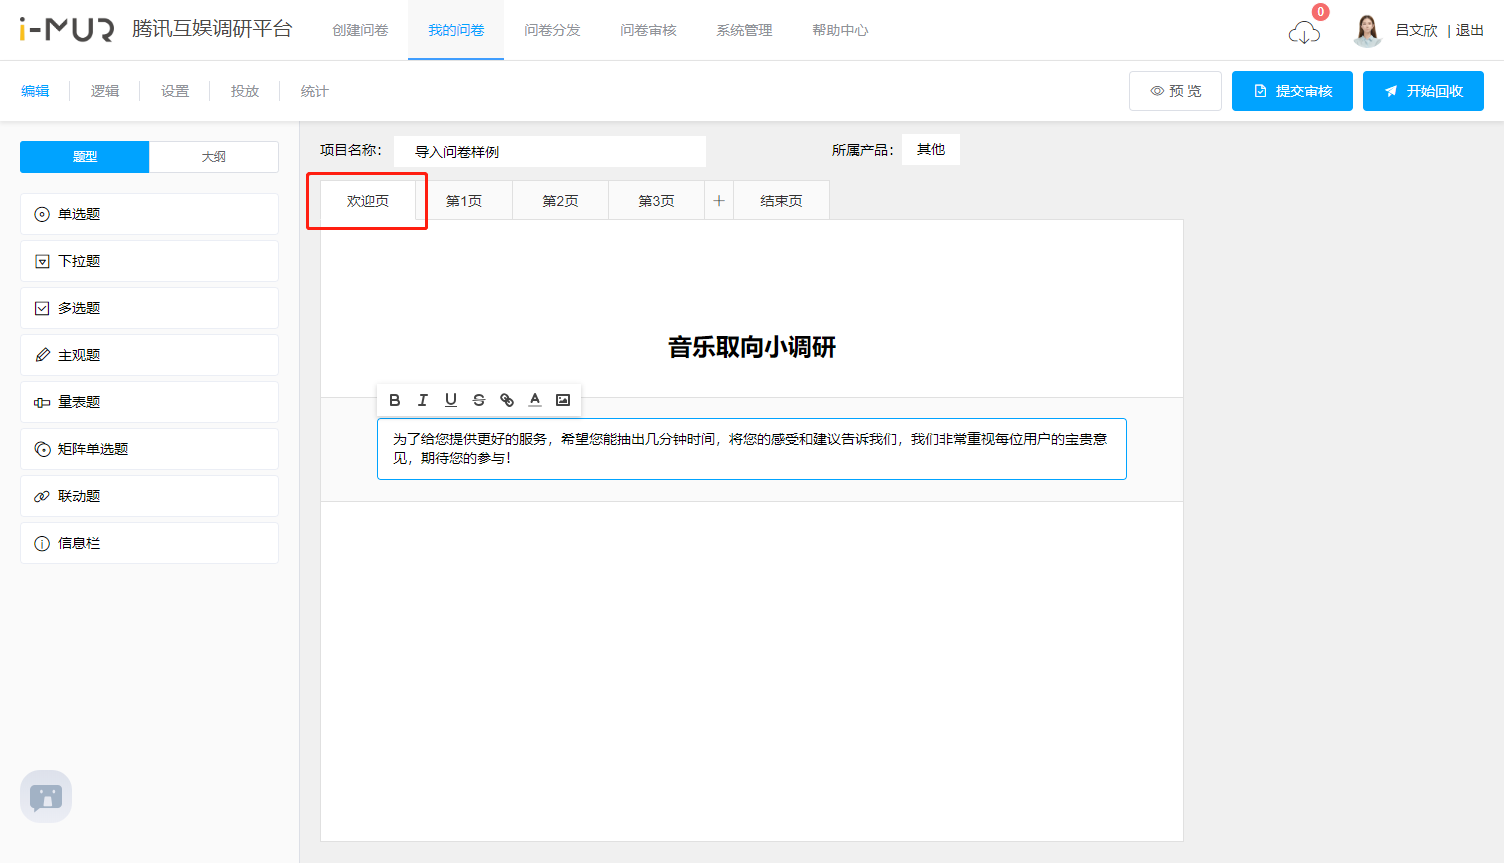 i-MUR 腾讯互娱调研平台 创建问卷 我的问卷 问卷分发 问卷审核 系统管理 帮助中心 0 吕文欣 | 退出
编辑 逻辑 设置 投放 统计 预 览 提交审核 开始回收
题型 大纲
单选题
下拉题
多选题
主观题
量表题
矩阵单选题
联动题
信息栏
项目名称： 导入问卷样例 所属产品： 其他
欢迎页 第1页 第2页 第3页 + 结束页
音乐取向小调研
B I U S A
为了给您提供更好的服务，希望您能抽出几分钟时间，将您的感受和建议告诉我们，我们非常重视每位用户的宝贵意
见，期待您的参与！